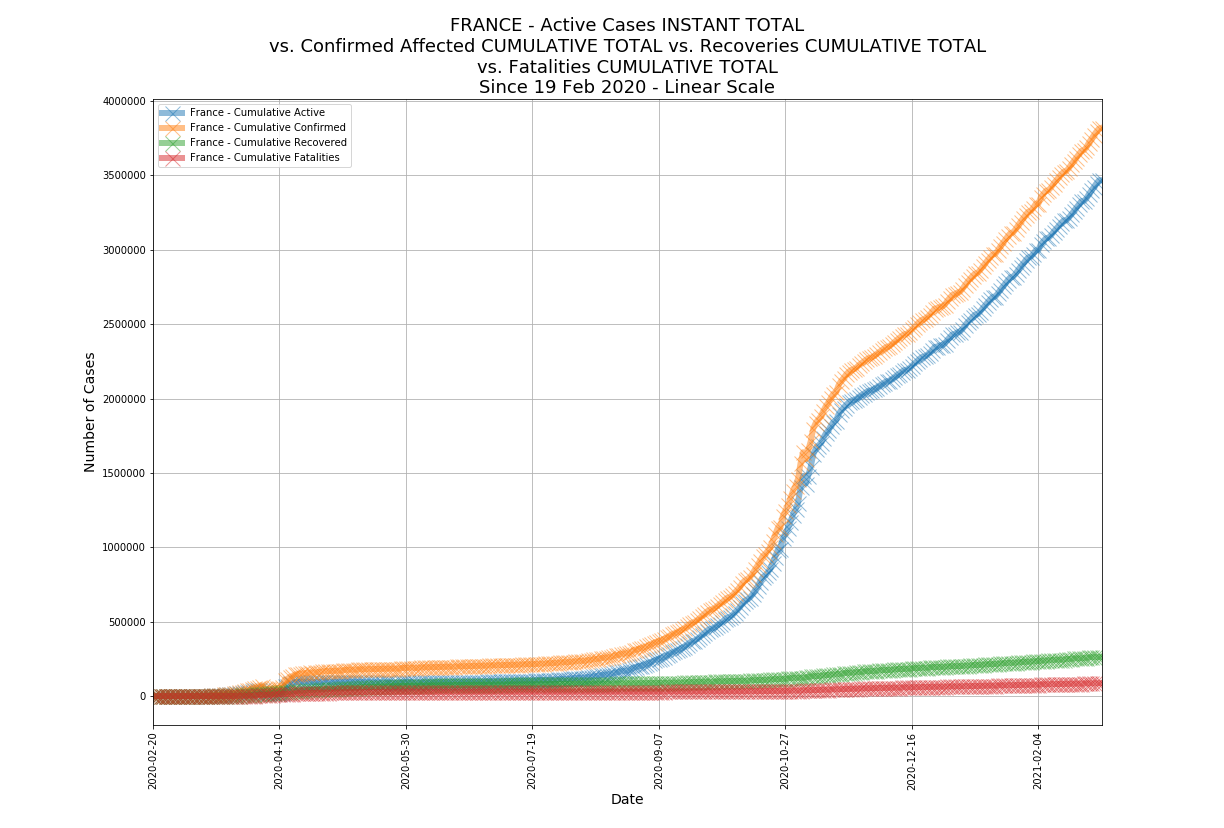 FRANCE - Active Cases INSTANT TOTAL
vs. Confirmed Affected CUMULATIVE TOTAL vs. Recoveries CUMULATIVE TOTAL
vs. Fatalities CUMULATIVE TOTAL
Since 19 Feb 2020 - Linear Scale
France - Cumulative Active
France - Cumulative Confirmed
France - Cumulative Recovered
France - Cumulative Fatalities
Number of Cases
4000000
3500000
3000000
2500000
2000000
1500000
1000000
500000
0
2020-02-20
2020-04-10
2020-05-30
2020-07-19
2020-09-07
2020-10-27
2020-12-16
2021-02-04
Date